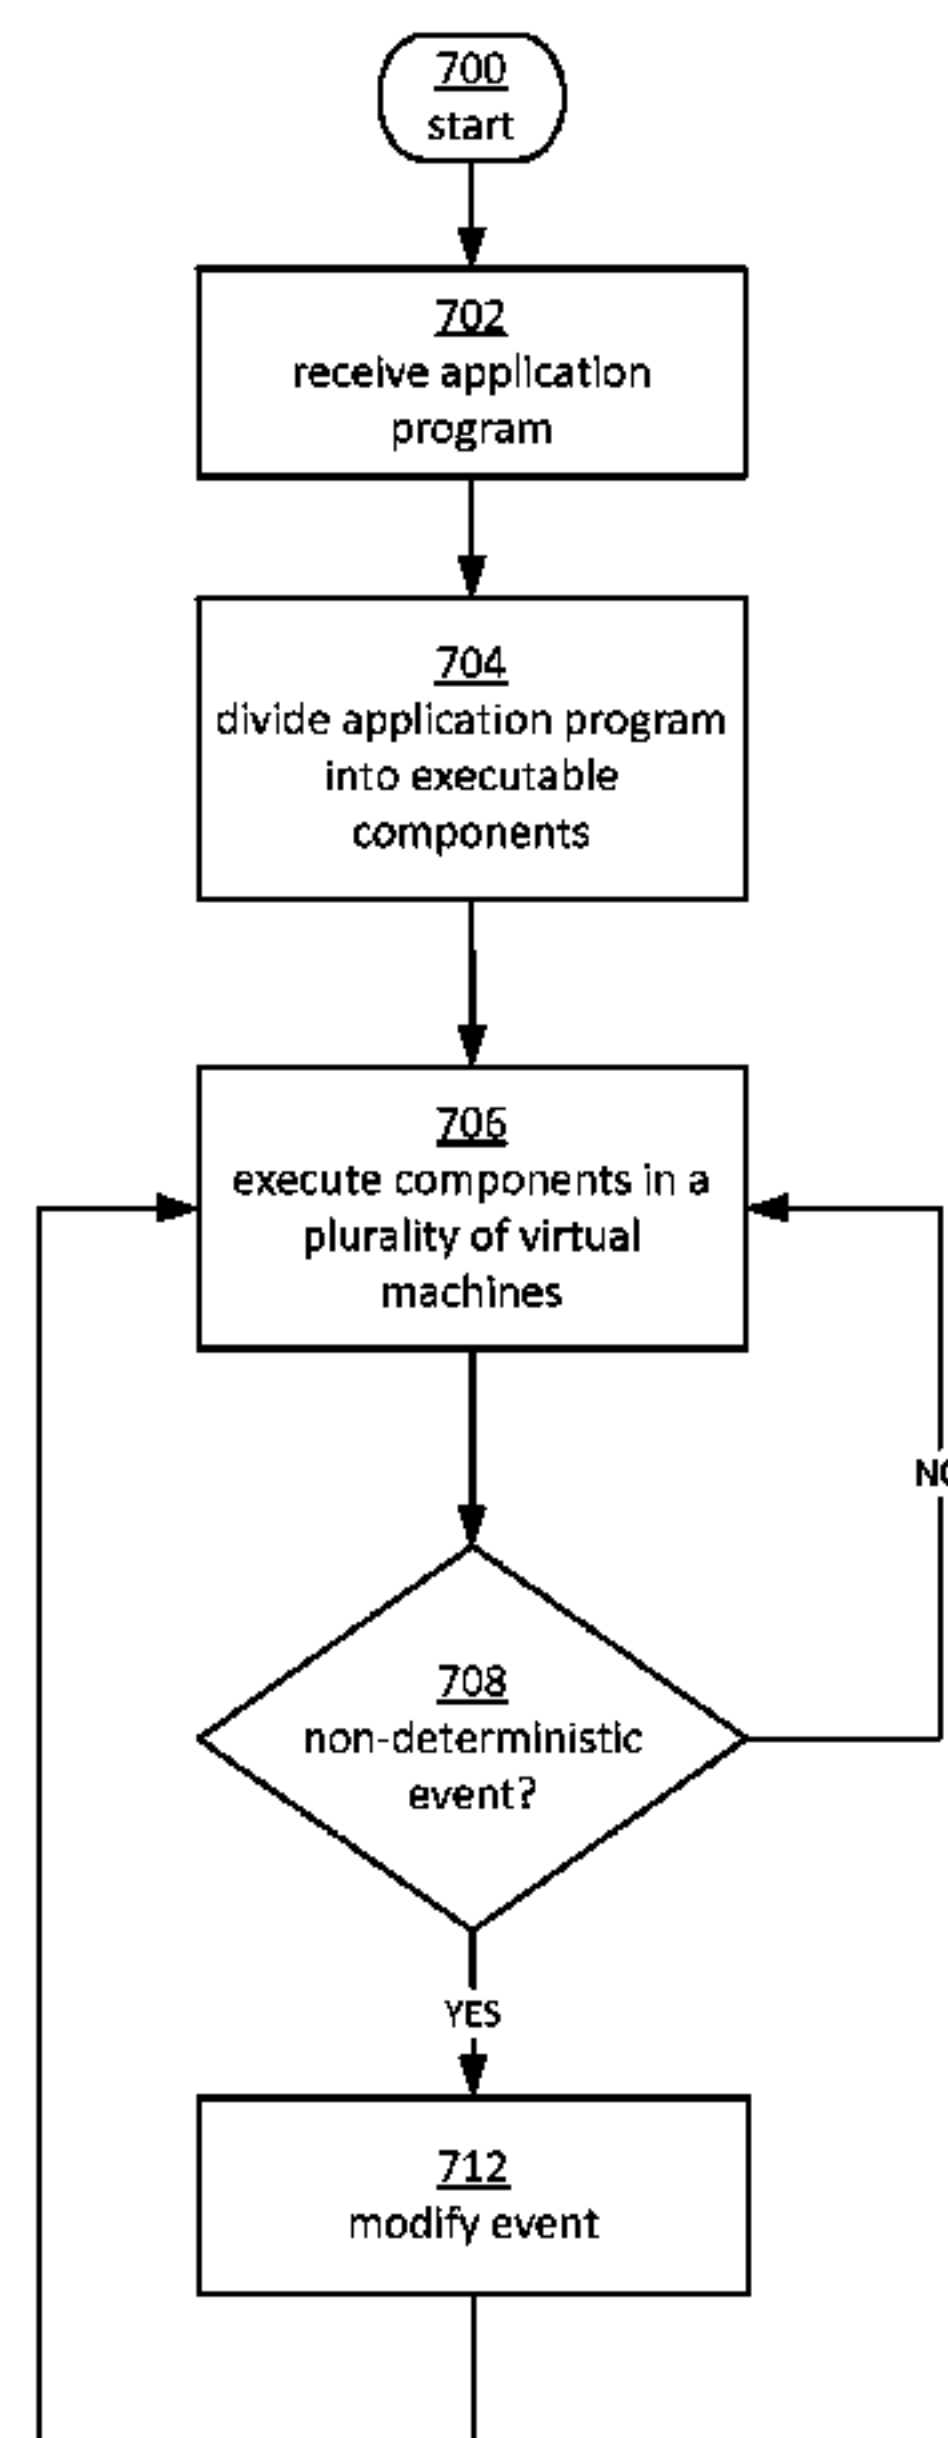 700
start
702
receive application
program
704
divide application program
into executable
components
706
execute components in a
plurality of virtual
machines
708
non-deterministic
event?
YES
712
modify event